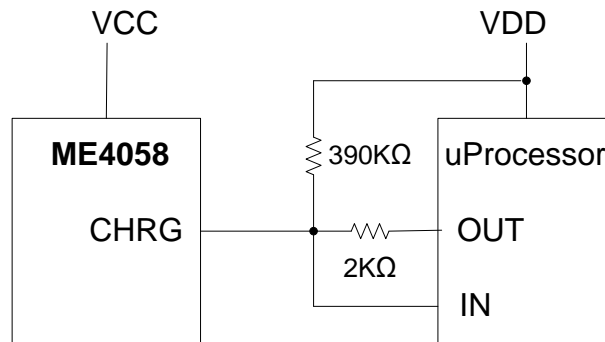 VCC
VDD
ME4058
390KΩ
uProcessor
CHRG
OUT
2KΩ
IN